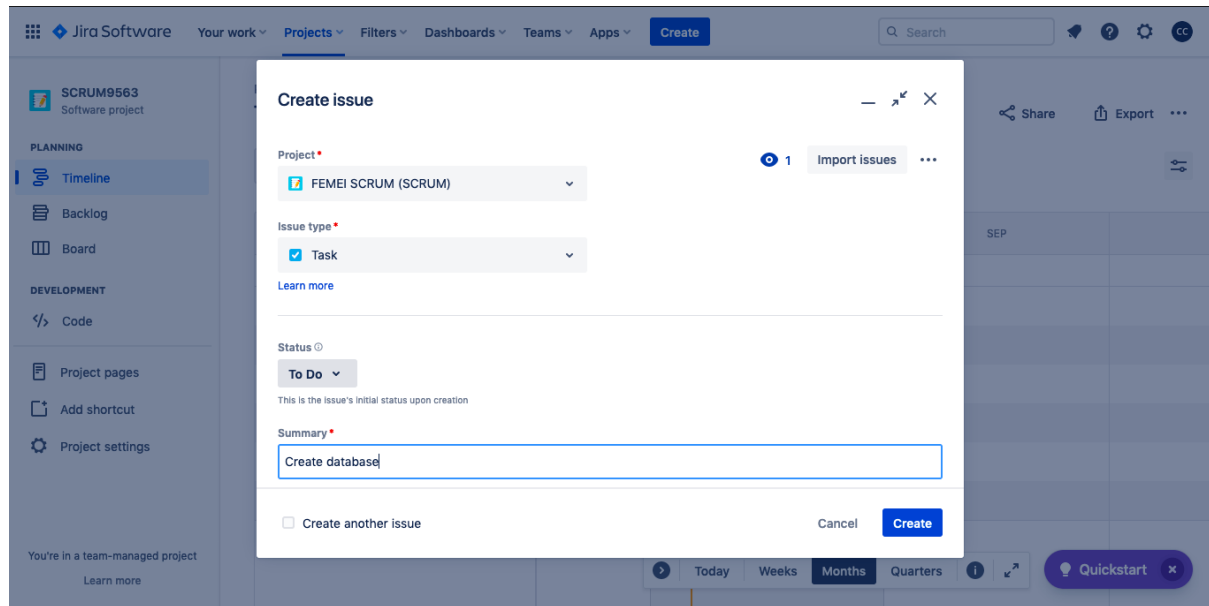 Jira Software Your work Projects Filters Dashboards Teams Apps Create Search CC
SCRUM9563
Software project
PLANNING
Timeline
Backlog
Board
DEVELOPMENT
Code
Project pages
Add shortcut
Project settings
You're in a team-managed project
Learn more
Share Export
SEP
Create issue
Project *
1 Import issues
FEMEI SCRUM (SCRUM)
Issue type *
Task
Learn more
Status
To Do
This is the issue's initial status upon creation
Summary *
Create database
Create another issue Cancel Create
Today Weeks Months Quarters
Quickstart